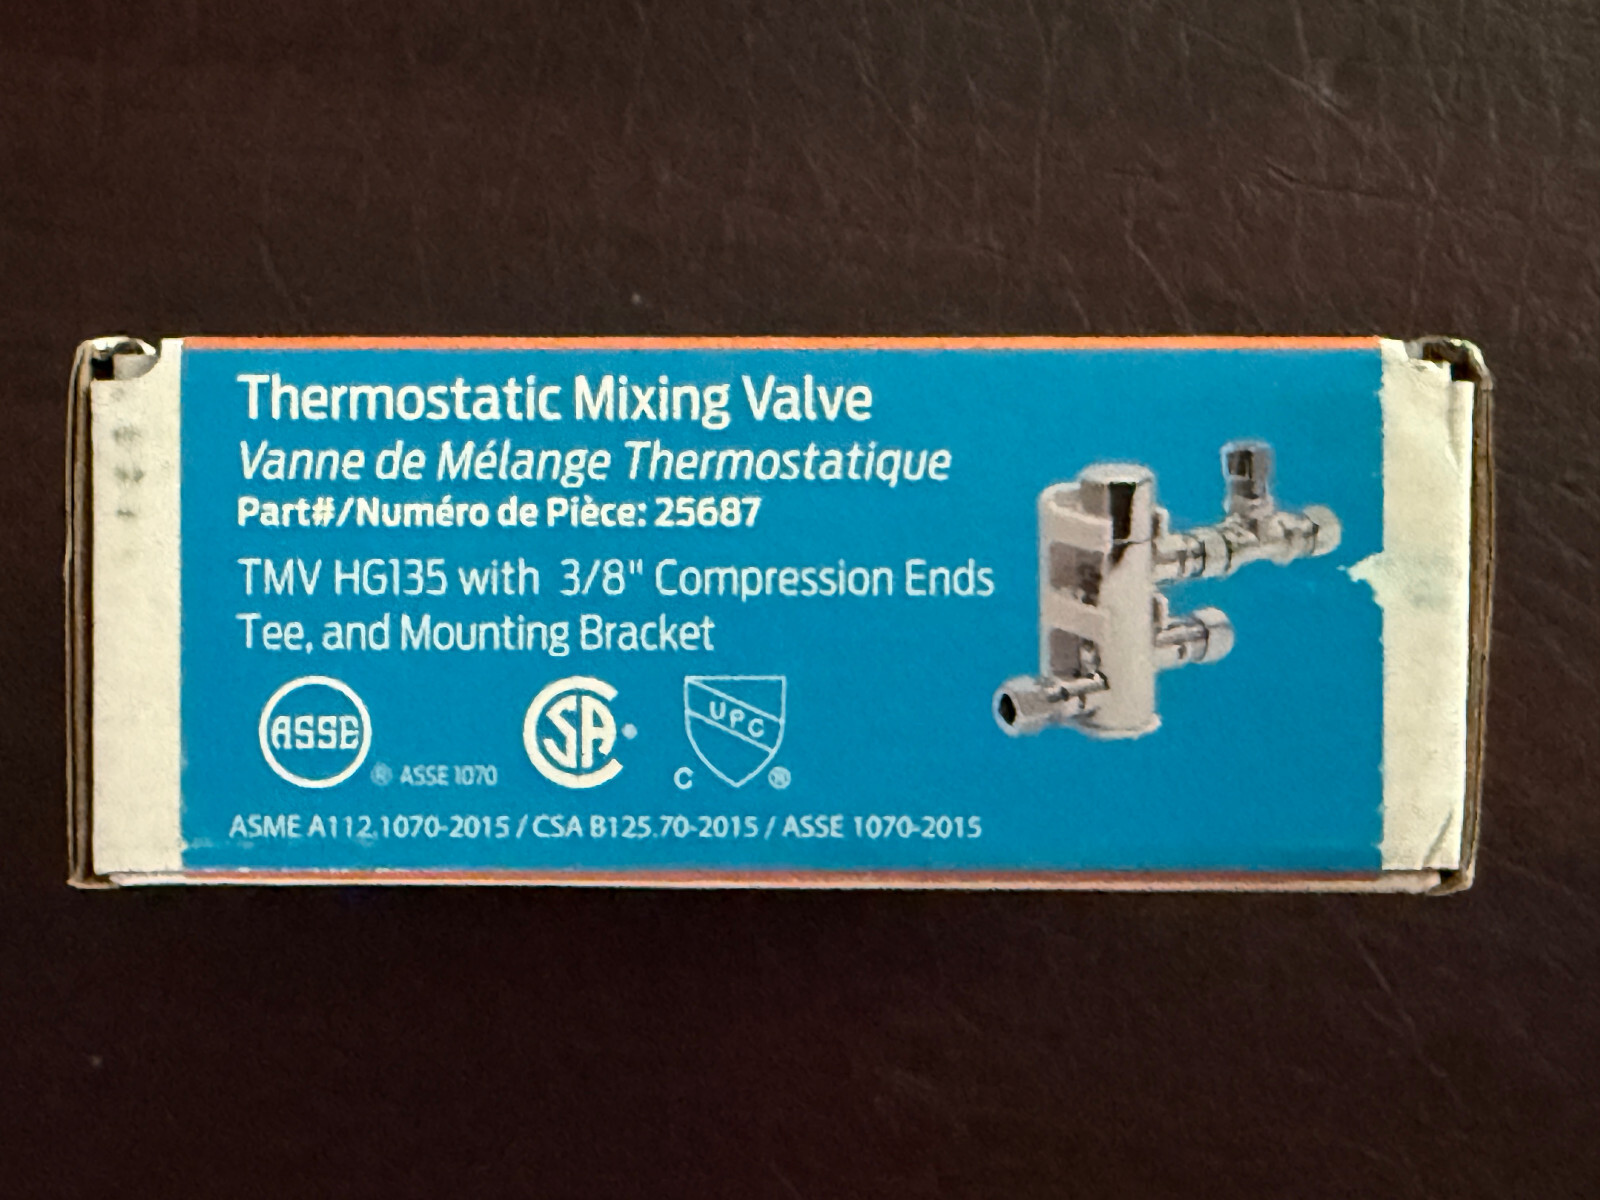 Thermostatic Mixing Valve
Vanne de Mélange Thermostatique
Part#/Numéro de Pièce: 25687
TMV HG135 with 3/8" Compression Ends
Tee, and Mounting Bracket
ASSE ® ASSE 1070 CSA ® UPC C ®
ASME A112.1070-2015 / CSA B125.70-2015 / ASSE 1070-2015